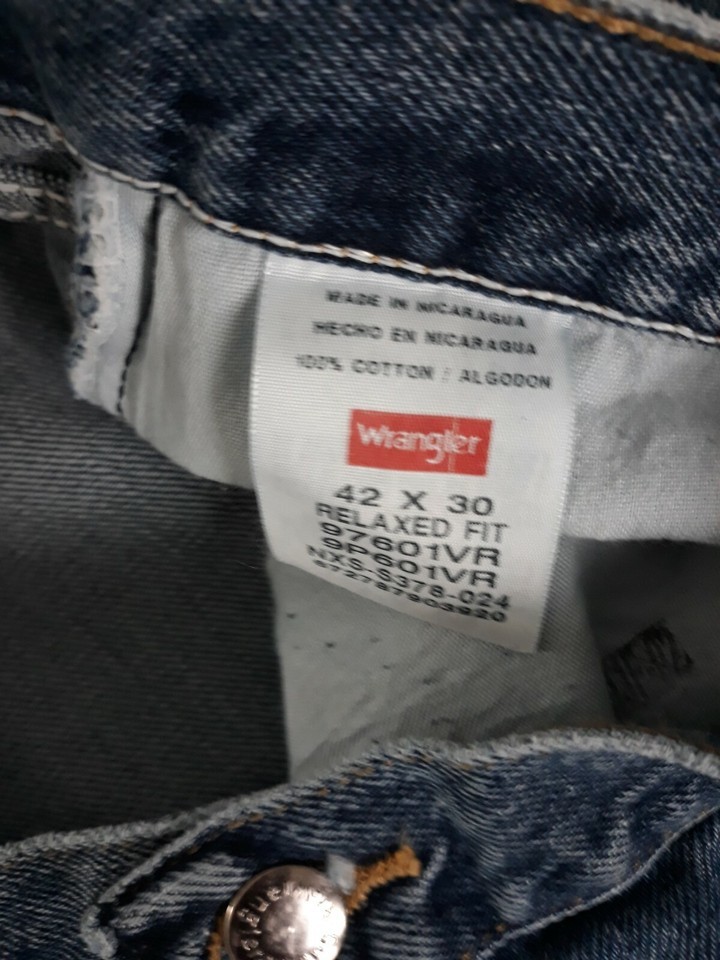 MADE IN NICARAGUA
HECHO EN NICARAGUA
100% COTTON / ALGODON
Wrangler
42 X 30
RELAXED FIT
97601VR
9P601VR
NXS-S378-024